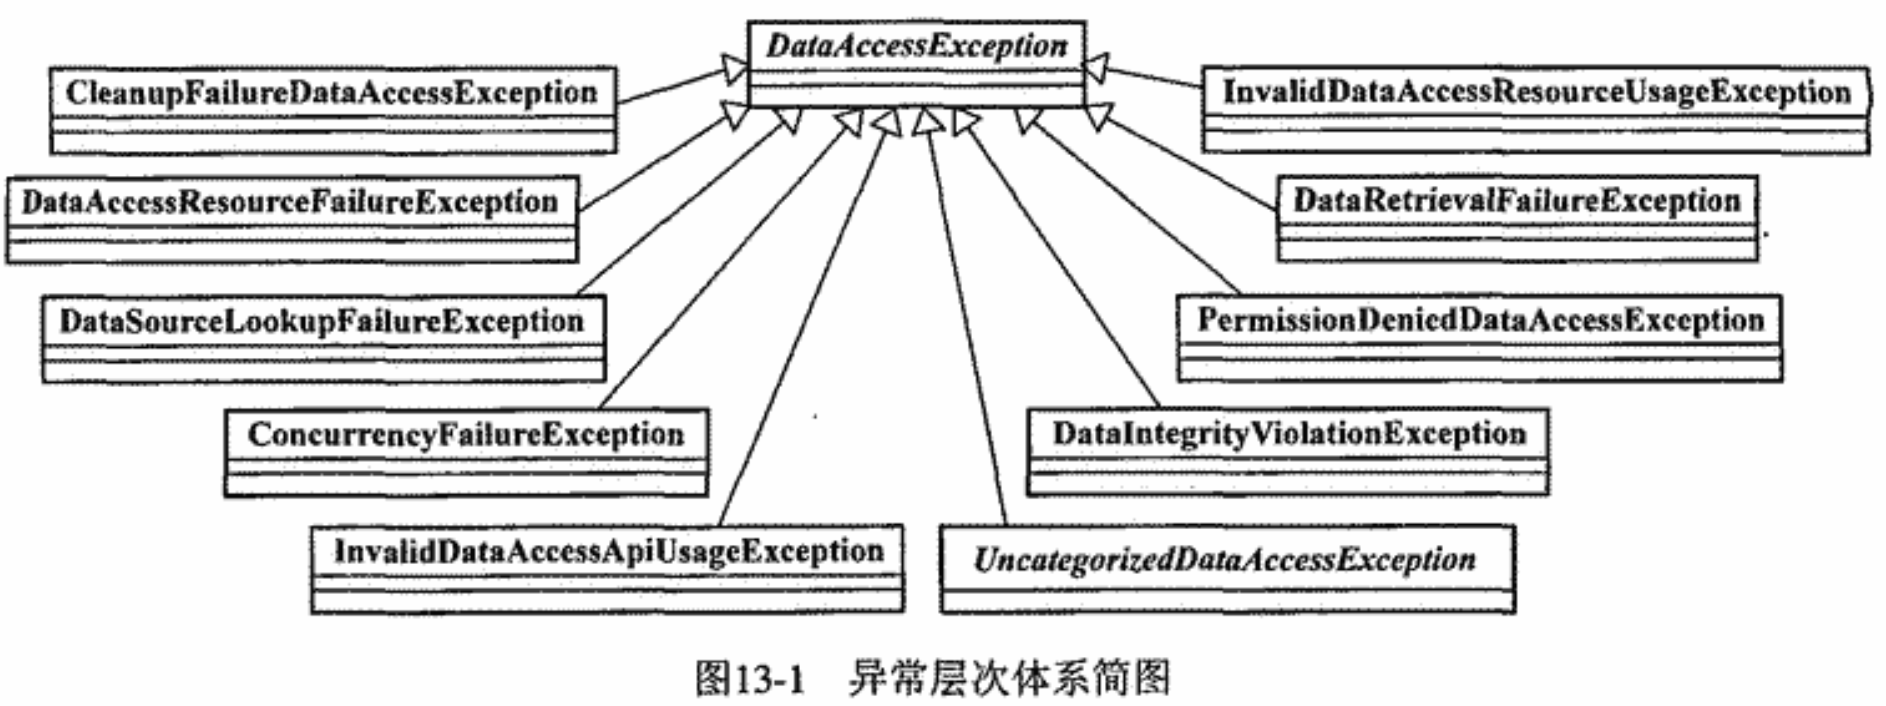 DataAccessException
CleanupFailureDataAccessException
InvalidDataAccessResourceUsageException
DataAccessResourceFailureException
DataRetrievalFailureException
DataSourceLookupFailureException
PermissionDeniedDataAccessException
ConcurrencyFailureException
DataIntegrityViolationException
InvalidDataAccessApiUsageException
UncategorizedDataAccessException
图13-1 异常层次体系简图